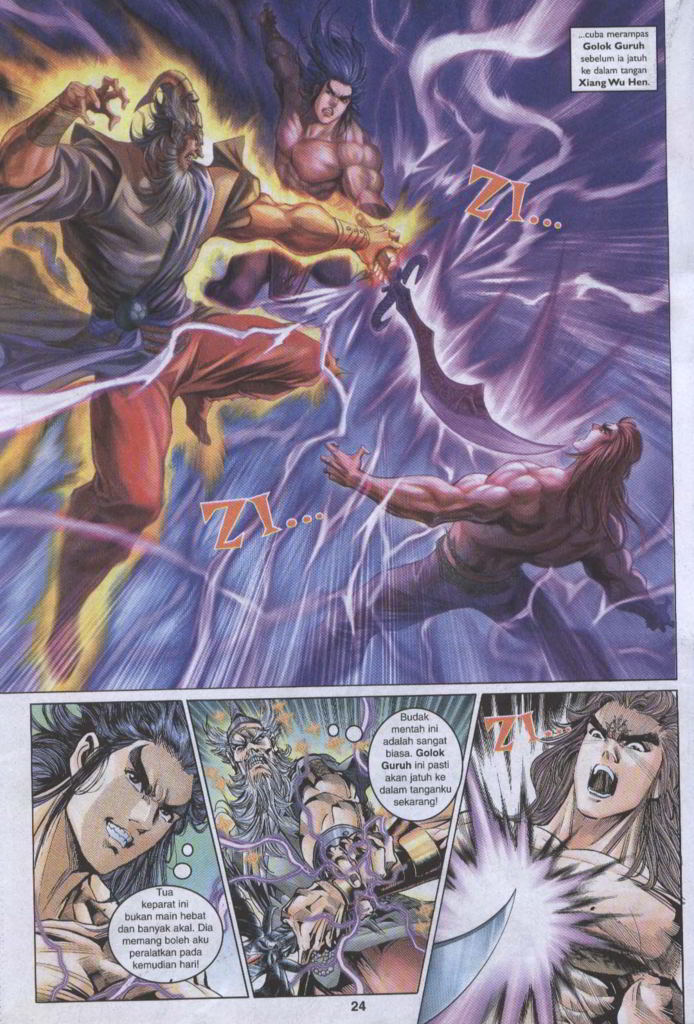 ...cuba merampas
Golok Guruh
sebelum ia jatuh
ke dalam tangan
Xiang Wu Hen.
ZI...
ZI...
Tua
keparat ini
bukan main hebat
dan banyak akal. Dia
memang boleh aku
peralatkan pada
kemudian hari!
Budak
mentah ini
adalah sangat
biasa. Golok
Guruh ini pasti
akan jatuh ke
dalam tanganku
sekarang!
ZI...
24